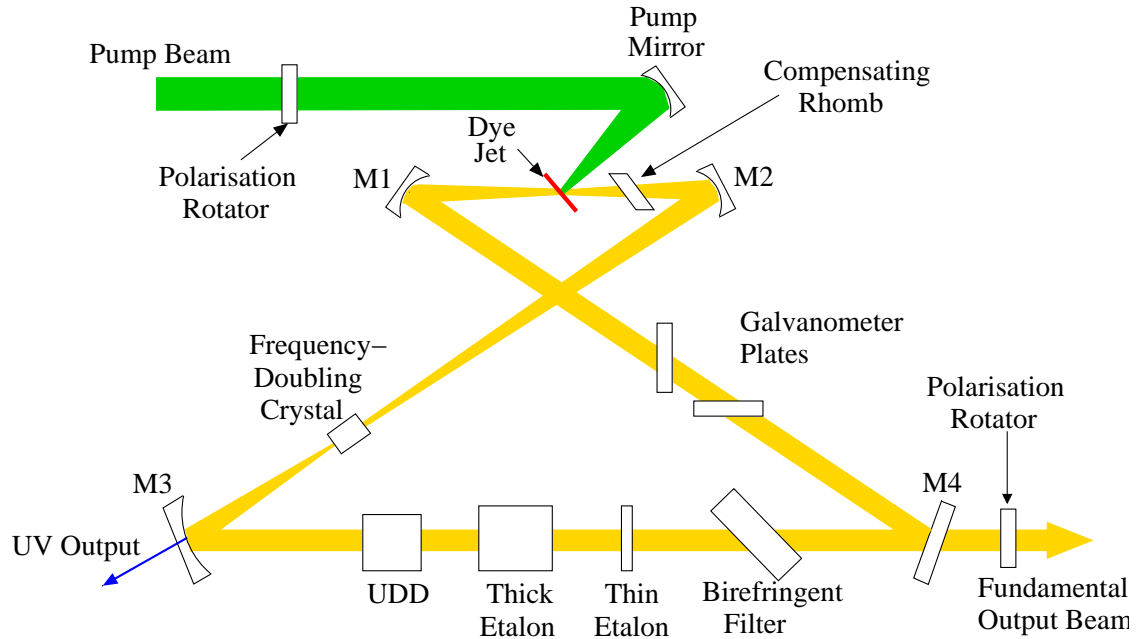 Pump
Mirror
Pump Beam
Compensating
Rhomb
Dye
Jet
Polarisation
Rotator
M1
M2
Galvanometer
Plates
Frequency−
Doubling
Crystal
Polarisation
Rotator
M3
M4
UV Output
UDD
Thick
Etalon
Thin
Etalon
Birefringent
Filter
Fundamental
Output Beam